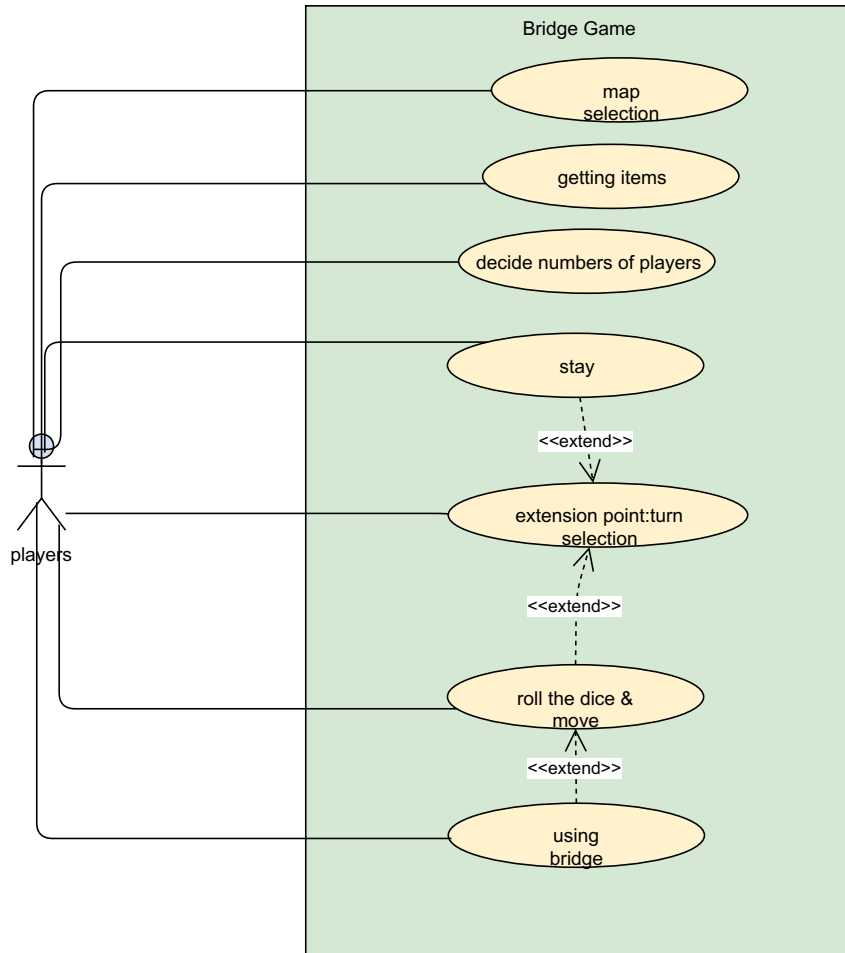 Bridge Game
map
selection
getting items
decide numbers of players
stay
<<extend>>
extension point:turn
selection
players
<<extend>>
roll the dice &
move
<<extend>>
using
bridge